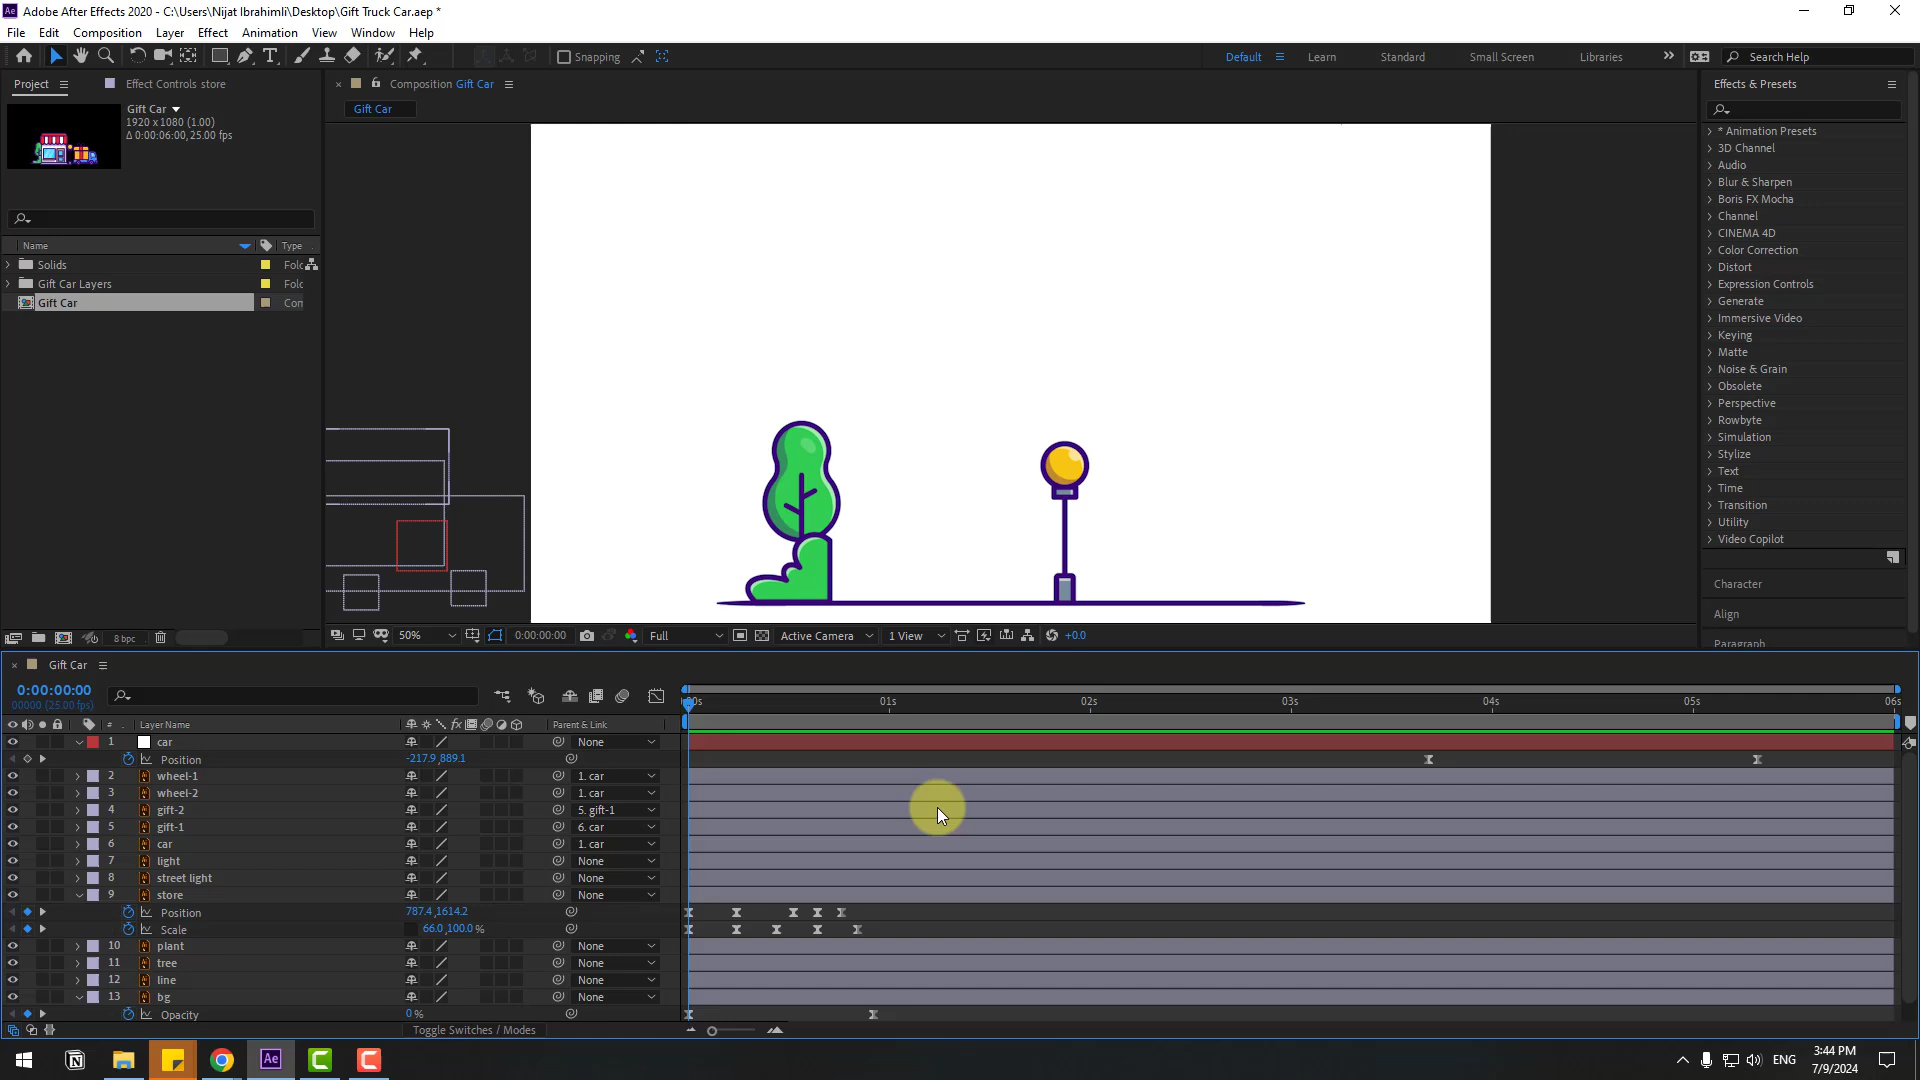 Adobe After Effects 2020 - C:\Users\Nijat Ibrahimli\Desktop\Gift Truck Car.aep *
File Edit Composition Layer Effect Animation View Window Help
Snapping Default Learn Standard Small Screen Libraries Search Help
Project Effect Controls store Composition Gift Car Effects & Presets
Gift Car
1920 x 1080 (1.00)
Δ 0:00:06:00, 25.00 fps
Gift Car
Name Type
Solids Folc
Gift Car Layers Folc
Gift Car Con
* Animation Presets
3D Channel
Audio
Blur & Sharpen
Boris FX Mocha
Channel
CINEMA 4D
Color Correction
Distort
Expression Controls
Generate
Immersive Video
Keying
Matte
Noise & Grain
Obsolete
Perspective
Rowbyte
Simulation
Stylize
Text
Time
Transition
Utility
Video Copilot
Character
Align
Paragraph
8 bpc 50% 0:00:00:00 Full Active Camera 1 View +0.0
Gift Car
0:00:00:00
00000 (25.00 fps)
00s 01s 02s 03s 04s 05s 06s
# Layer Name Parent & Link
1 car None
Position -217.9,889.1
2 wheel-1 1. car
3 wheel-2 1. car
4 gift-2 5. gift-1
5 gift-1 6. car
6 car 1. car
7 light None
8 street light None
9 store None
Position 787.4,1614.2
Scale 66.0,100.0 %
10 plant None
11 tree None
12 line None
13 bg None
Opacity 0 %
Toggle Switches / Modes
ENG
3:44 PM
7/9/2024